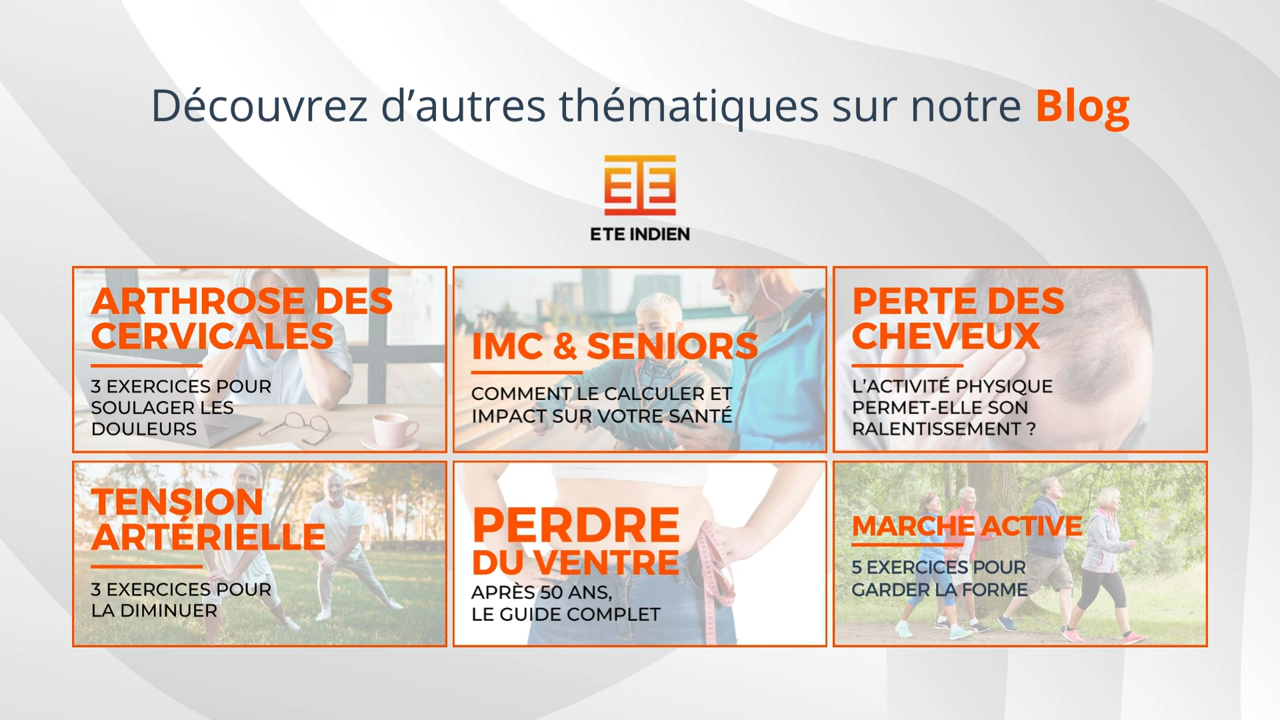 Découvrez d’autres thématiques sur notre Blog
ETE
ETE INDIEN
ARTHROSE DES
CERVICALES
3 EXERCICES POUR
SOULAGER LES
DOULEURS
IMC & SENIORS
COMMENT LE CALCULER ET
IMPACT SUR VOTRE SANTÉ
PERTE DES
CHEVEUX
L’ACTIVITÉ PHYSIQUE
PERMET-ELLE SON
RALENTISSEMENT ?
TENSION
ARTÉRIELLE
3 EXERCICES POUR
LA DIMINUER
PERDRE
DU VENTRE
APRÈS 50 ANS,
LE GUIDE COMPLET
MARCHE ACTIVE
5 EXERCICES POUR
GARDER LA FORME